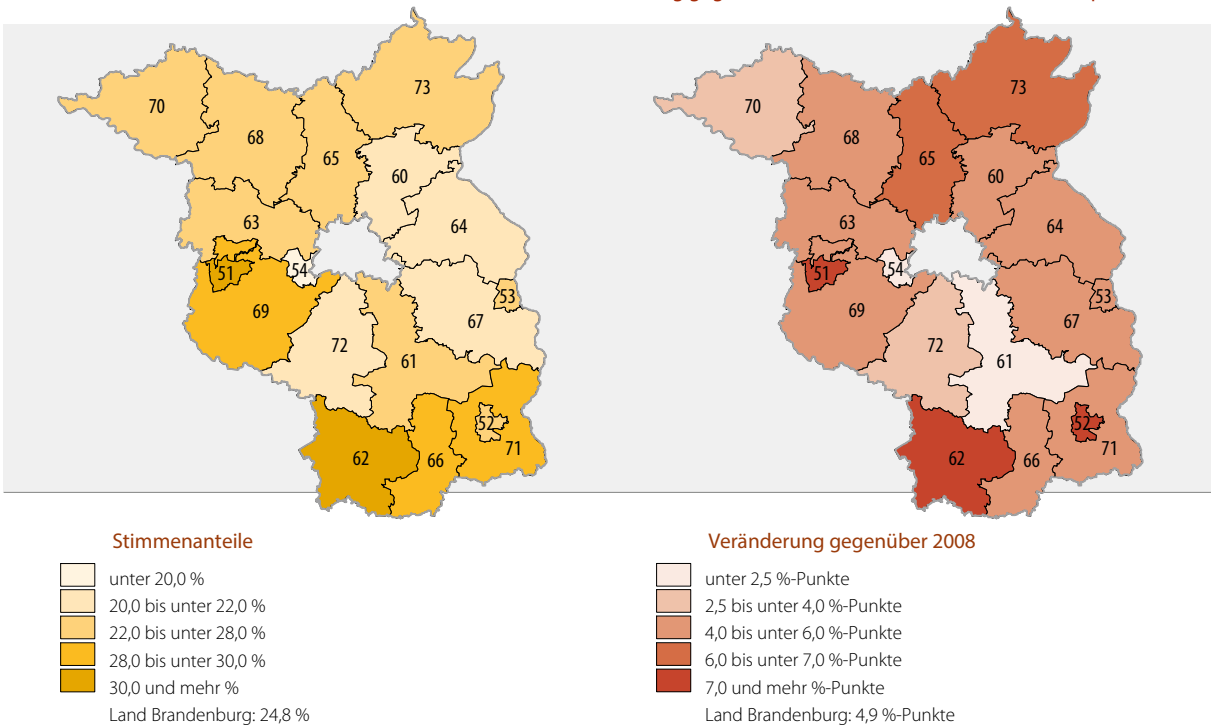 70
73
68
65
60
63
64
51
54
53
69
67
72
61
52
62
66
71
70
73
68
65
60
63
64
51
54
53
69
67
72
61
52
62
66
71
Stimmenanteile
unter 20,0 %
20,0 bis unter 22,0 %
22,0 bis unter 28,0 %
28,0 bis unter 30,0 %
30,0 und mehr %
Land Brandenburg: 24,8 %
Veränderung gegenüber 2008
unter 2,5 %-Punkte
2,5 bis unter 4,0 %-Punkte
4,0 bis unter 6,0 %-Punkte
6,0 bis unter 7,0 %-Punkte
7,0 und mehr %-Punkte
Land Brandenburg: 4,9 %-Punkte